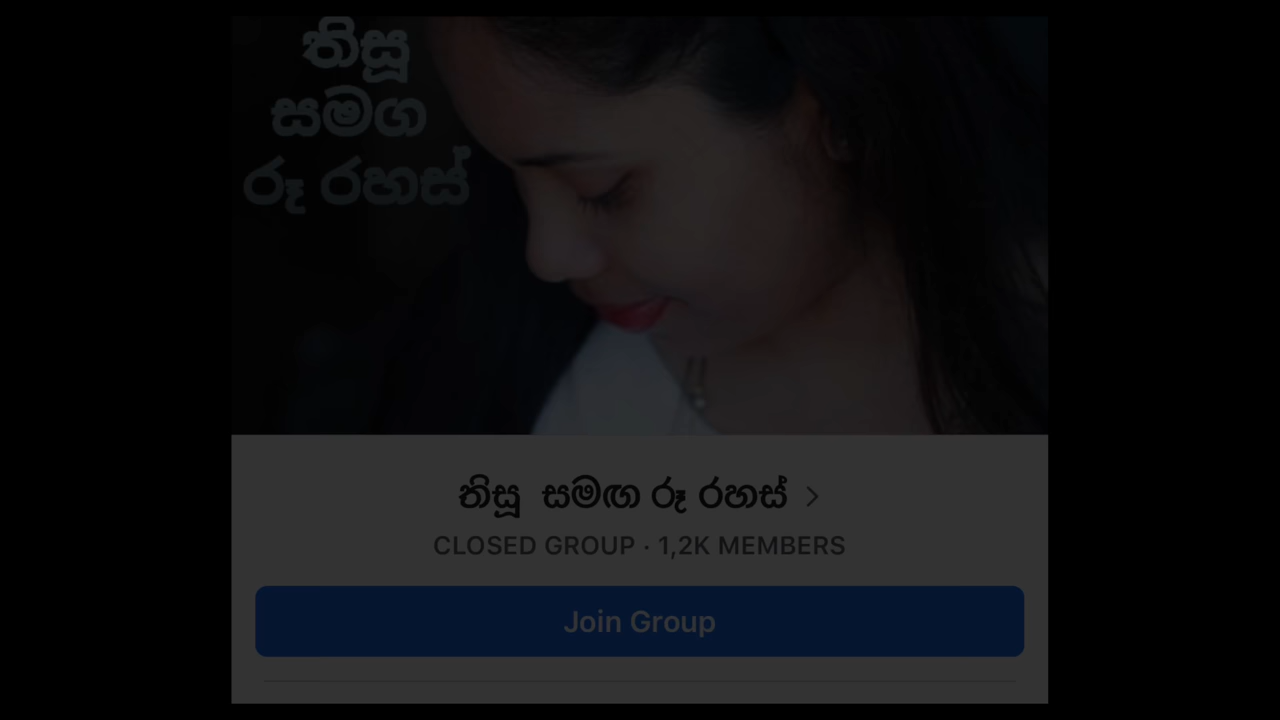 තිසූ
සමග
රූ රහස්
තිසූ සමඟ රූ රහස් >
CLOSED GROUP · 1,2K MEMBERS
Join Group